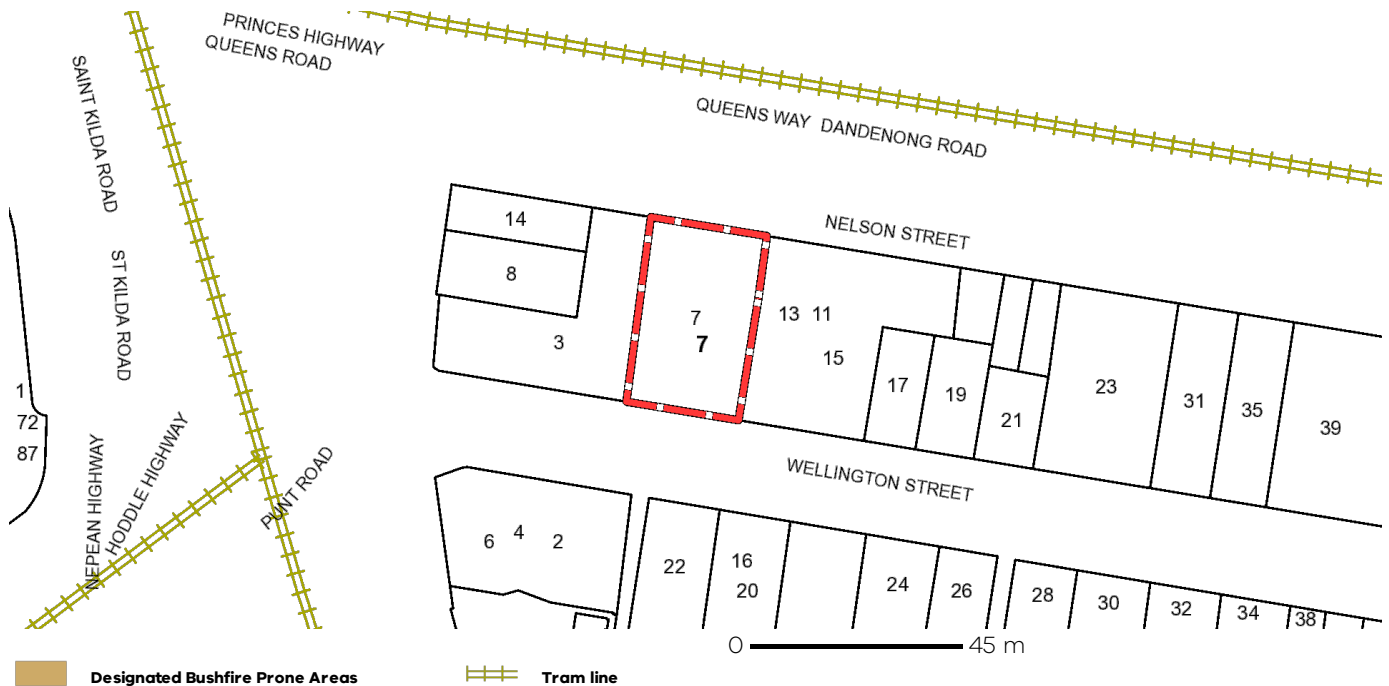 PRINCES HIGHWAY
QUEENS ROAD
SAINT KILDA ROAD
QUEENS WAY DANDENONG ROAD
NELSON STREET
14
8
3
7
7
13 11
15
17
19
21
23
31
35
39
ST KILDA ROAD
1
72
87
NEPEAN HIGHWAY
HODDLE HIGHWAY
PUNT ROAD
WELLINGTON STREET
6 4 2
22
16
20
24
26
28
30
32
34
38
0 45 m
Designated Bushfire Prone Areas
Tram line